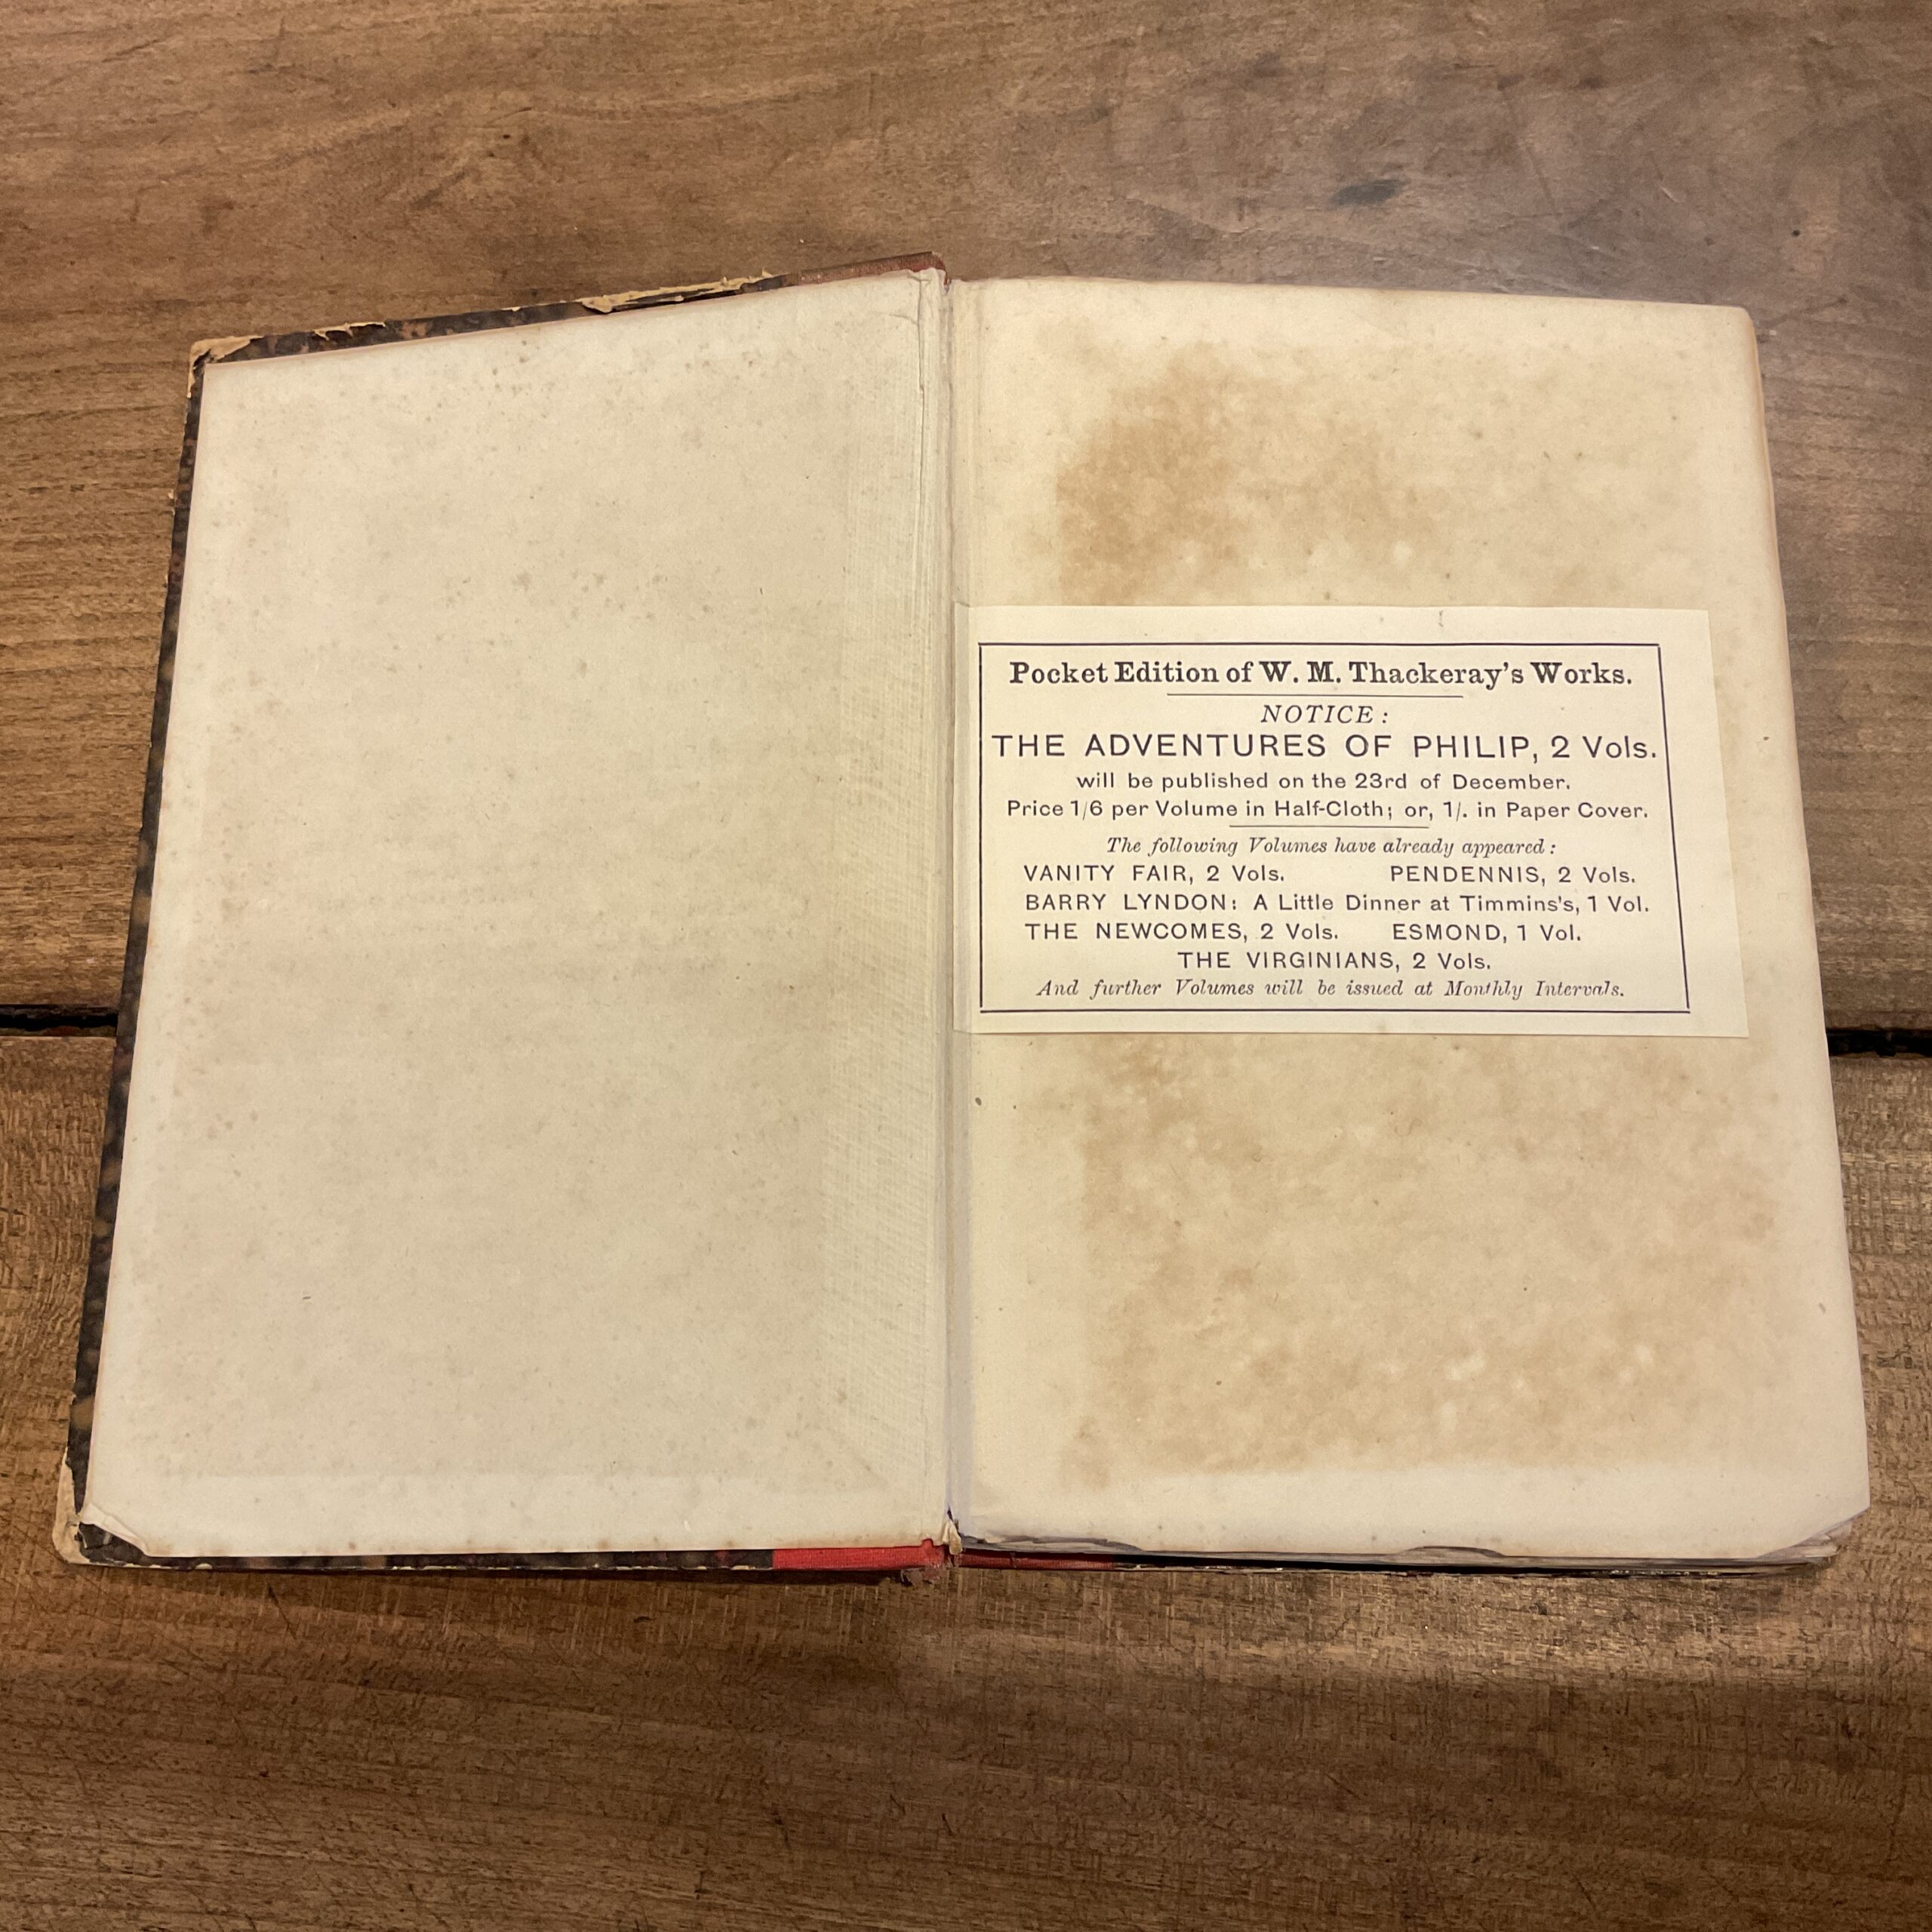 Pocket Edition of W. M. Thackeray's Works.
NOTICE:
THE ADVENTURES OF PHILIP, 2 Vols.
will be published on the 23rd of December.
Price 1/6 per Volume in Half-Cloth; or, 1/. in Paper Cover.
The following Volumes have already appeared:
VANITY FAIR, 2 Vols. PENDENNIS, 2 Vols.
BARRY LYNDON: A Little Dinner at Timmins's, 1 Vol.
THE NEWCOMES, 2 Vols. ESMOND, 1 Vol.
THE VIRGINIANS, 2 Vols.
And further Volumes will be issued at Monthly Intervals.